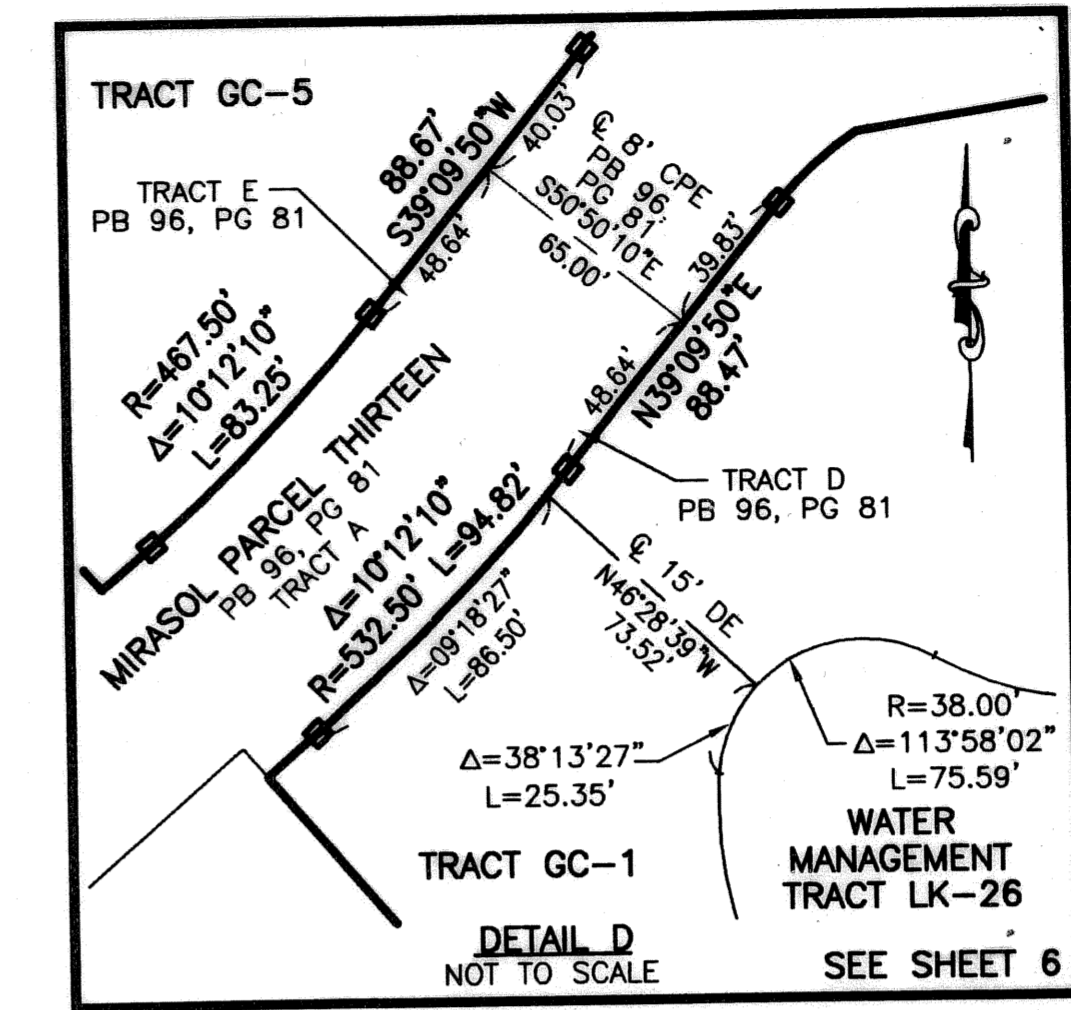 TRACT GC-5
TRACT E
PB 96, PG 81
88.67'
S39°09'50"W
48.64'
40.03'
℄ 8' CPE
PB 96
PG 81
S50°50'10"E
65.00'
39.83'
N39°09'50"E
88.47'
48.64'
R=467.50'
Δ=10°12'10"
L=83.25'
MIRASOL PARCEL THIRTEEN
PB 96, PG 81
TRACT A
TRACT D
PB 96, PG 81
Δ=10°12'10"
R=532.50' L=94.82'
Δ=09°18'27"
L=86.50'
℄ 15' DE
N46°28'39"W
73.52'
R=38.00'
Δ=113°58'02"
L=75.59'
Δ=38°13'27"
L=25.35'
WATER
MANAGEMENT
TRACT LK-26
TRACT GC-1
DETAIL D
NOT TO SCALE
SEE SHEET 6